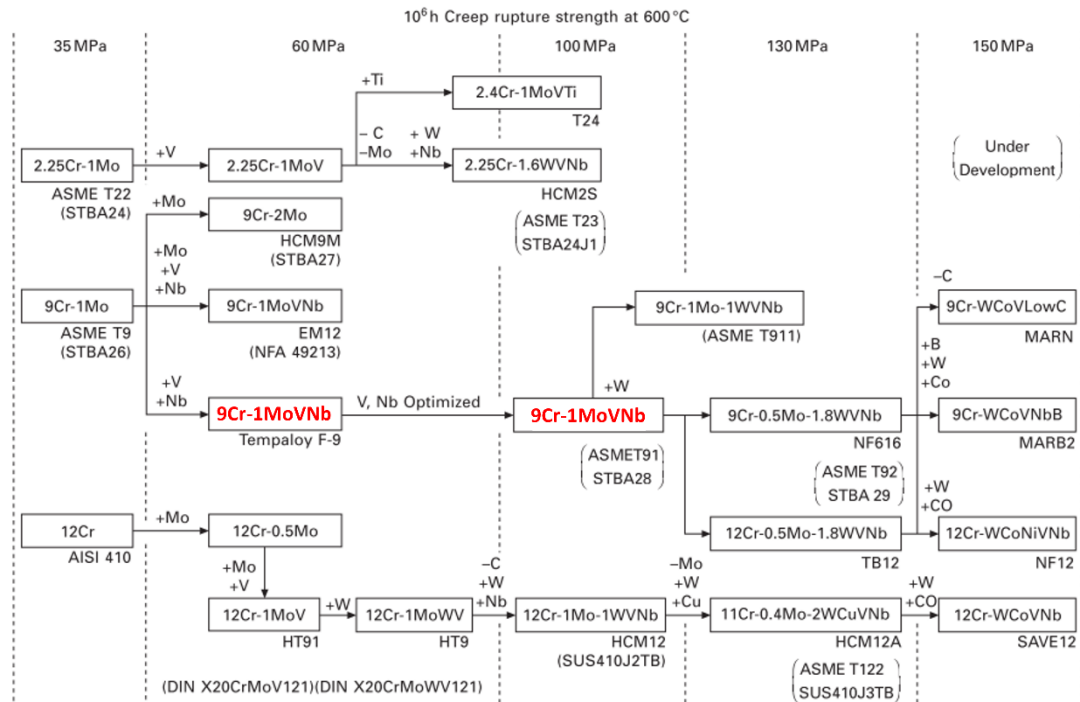 10⁶h Creep rupture strength at 600°C
35 MPa
60 MPa
100 MPa
130 MPa
150 MPa
+Ti
2.4Cr-1MoVTi
T24
– C + W
–Mo +Nb
2.25Cr-1Mo
+V
2.25Cr-1MoV
2.25Cr-1.6WVNb
ASME T22
(STBA24)
HCM2S
(ASME T23
STBA24J1)
(Under
Development)
+Mo
9Cr-2Mo
HCM9M
(STBA27)
+Mo
+V
+Nb
9Cr-1Mo
9Cr-1MoVNb
ASME T9
(STBA26)
EM12
(NFA 49213)
9Cr-1Mo-1WVNb
(ASME T911)
–C
9Cr-WCoVLowC
MARN
+V
+Nb
9Cr-1MoVNb
Tempaloy F-9
V, Nb Optimized
+W
9Cr-1MoVNb
(ASMET91
STBA28)
9Cr-0.5Mo-1.8WVNb
NF616
(ASME T92
STBA 29)
+B
+W
+Co
9Cr-WCoVNbB
MARB2
12Cr
AISI 410
+Mo
12Cr-0.5Mo
12Cr-0.5Mo-1.8WVNb
TB12
+W
+CO
12Cr-WCoNiVNb
NF12
+Mo
+V
12Cr-1MoV
HT91
+W
12Cr-1MoWV
HT9
–C
+W
+Nb
12Cr-1Mo-1WVNb
HCM12
(SUS410J2TB)
–Mo
+W
+Cu
11Cr-0.4Mo-2WCuVNb
HCM12A
(ASME T122
SUS410J3TB)
+W
+CO
12Cr-WCoVNb
SAVE12
(DIN X20CrMoV121)(DIN X20CrMoWV121)